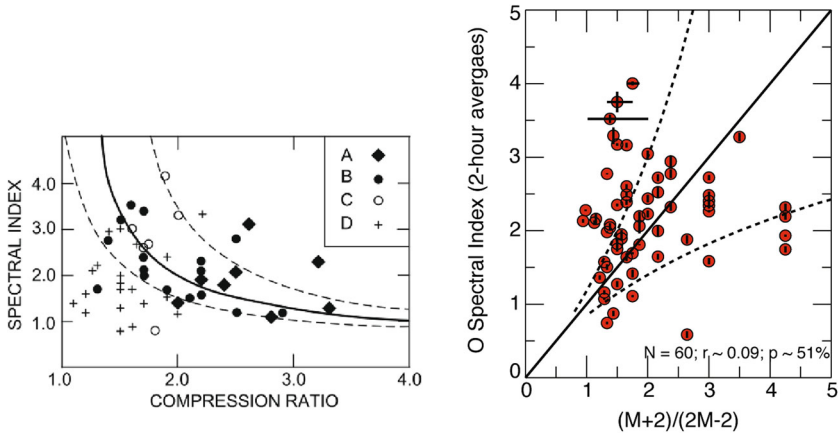 4.0
3.0
2.0
1.0
SPECTRAL INDEX
A
B
C
D
1.0
2.0
3.0
4.0
COMPRESSION RATIO
5
4
3
2
1
0
O Spectral Index (2-hour avergaes)
N = 60; r ~ 0.09; p ~ 51%
0
1
2
3
4
5
(M+2)/(2M-2)